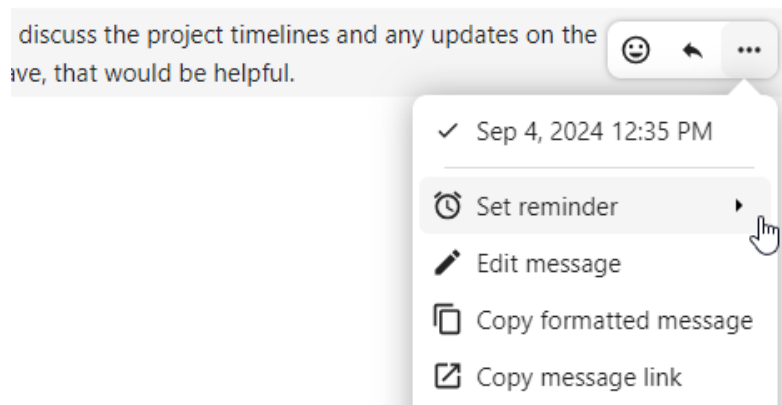 discuss the project timelines and any updates on the
ave, that would be helpful.
Sep 4, 2024 12:35 PM
Set reminder
Edit message
Copy formatted message
Copy message link